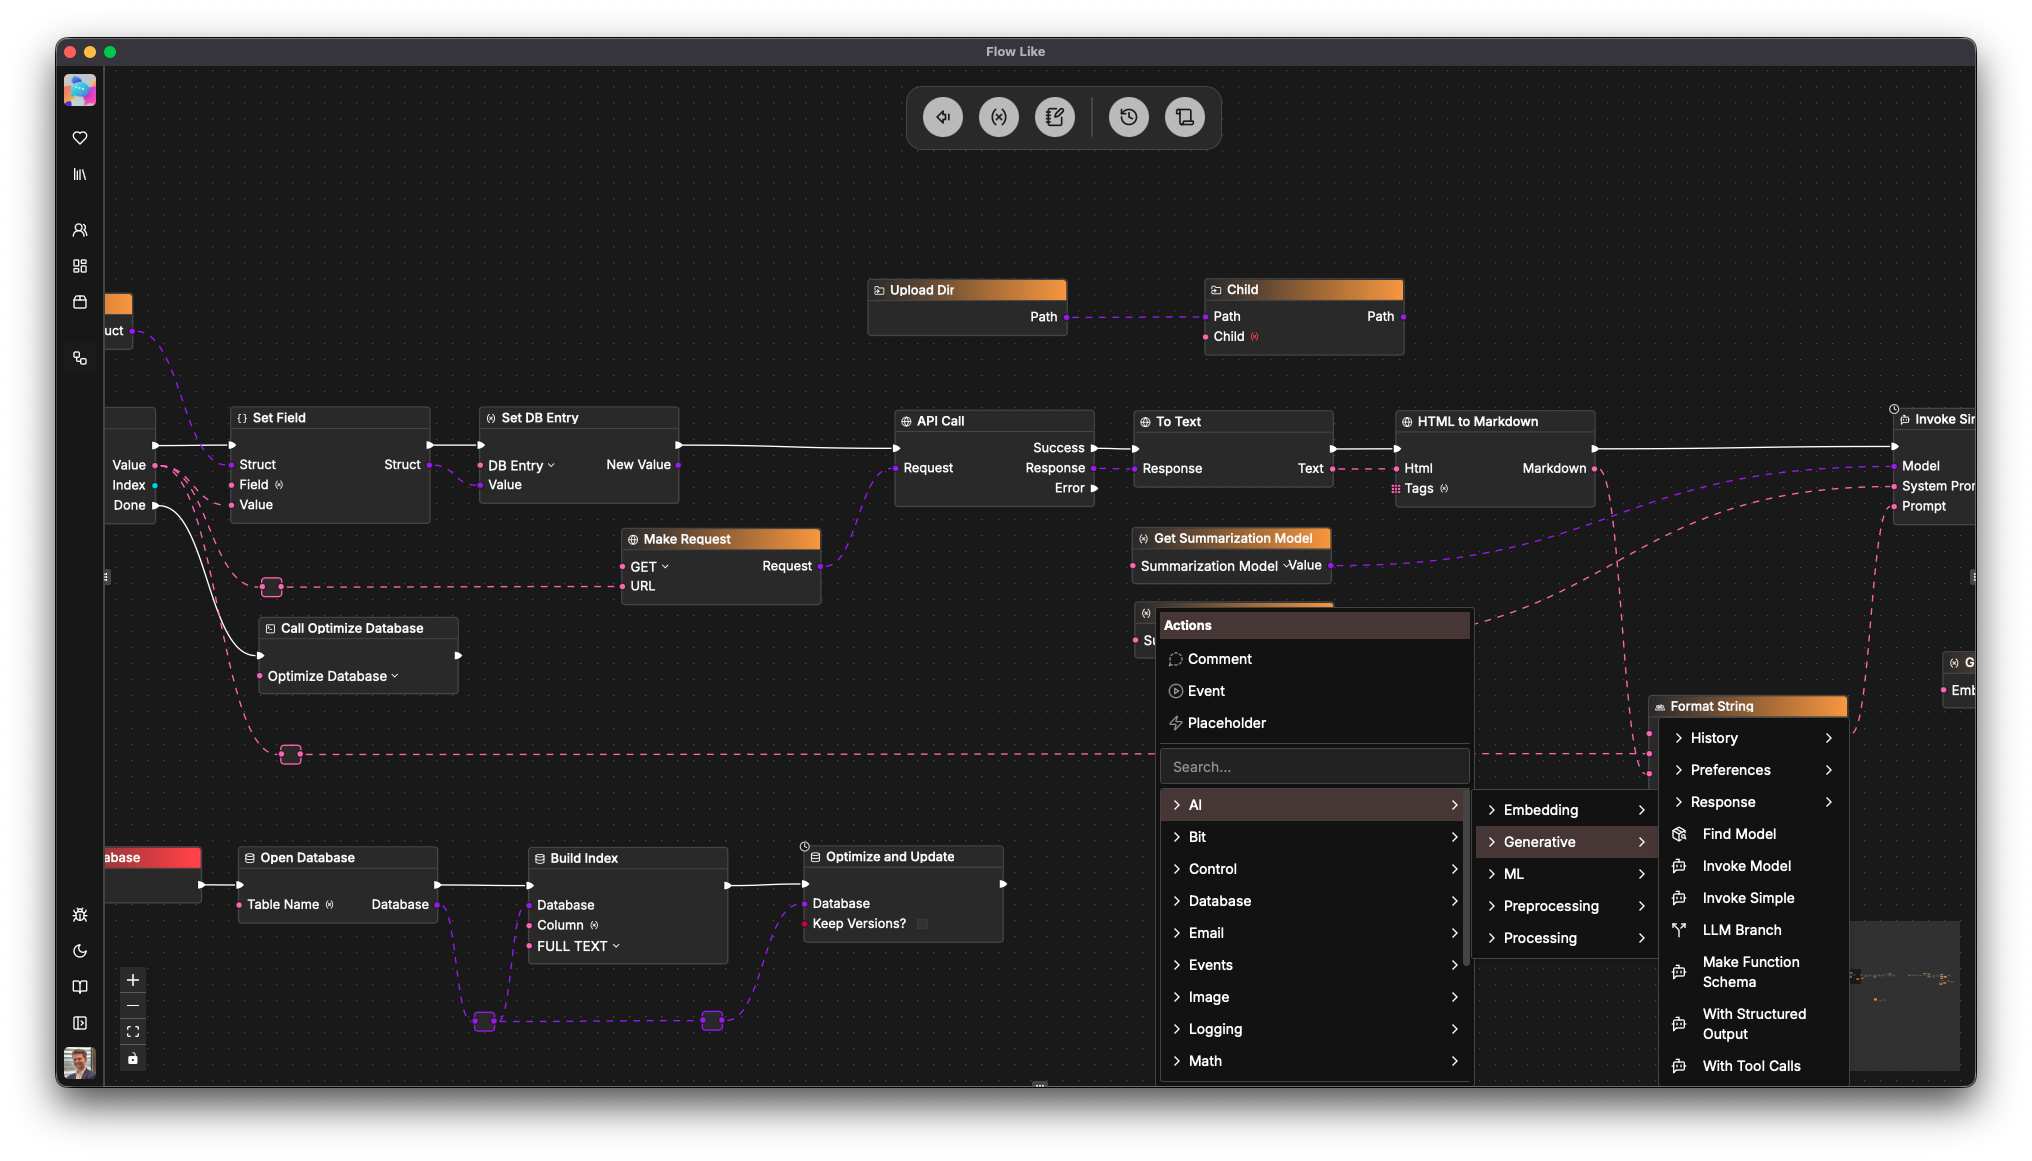 Flow Like
Upload Dir
Path
Child
Path
Path
Child
uct
Value
Index
Done
Set Field
Struct
Struct
Field
Value
Set DB Entry
DB Entry
New Value
Value
API Call
Success
Request
Response
Error
To Text
Response
Text
HTML to Markdown
Html
Markdown
Tags
Invoke Sir
Model
System Pror
Prompt
Make Request
GET
Request
URL
Get Summarization Model
Summarization Model
Value
Call Optimize Database
Optimize Database
Su
G
Emb
Format String
abase
Open Database
Table Name
Database
Build Index
Database
Column
FULL TEXT
Optimize and Update
Database
Keep Versions?
Actions
Comment
Event
Placeholder
Search...
AI
Bit
Control
Database
Email
Events
Image
Logging
Math
Embedding
Generative
ML
Preprocessing
Processing
History
Preferences
Response
Find Model
Invoke Model
Invoke Simple
LLM Branch
Make Function
Schema
With Structured
Output
With Tool Calls